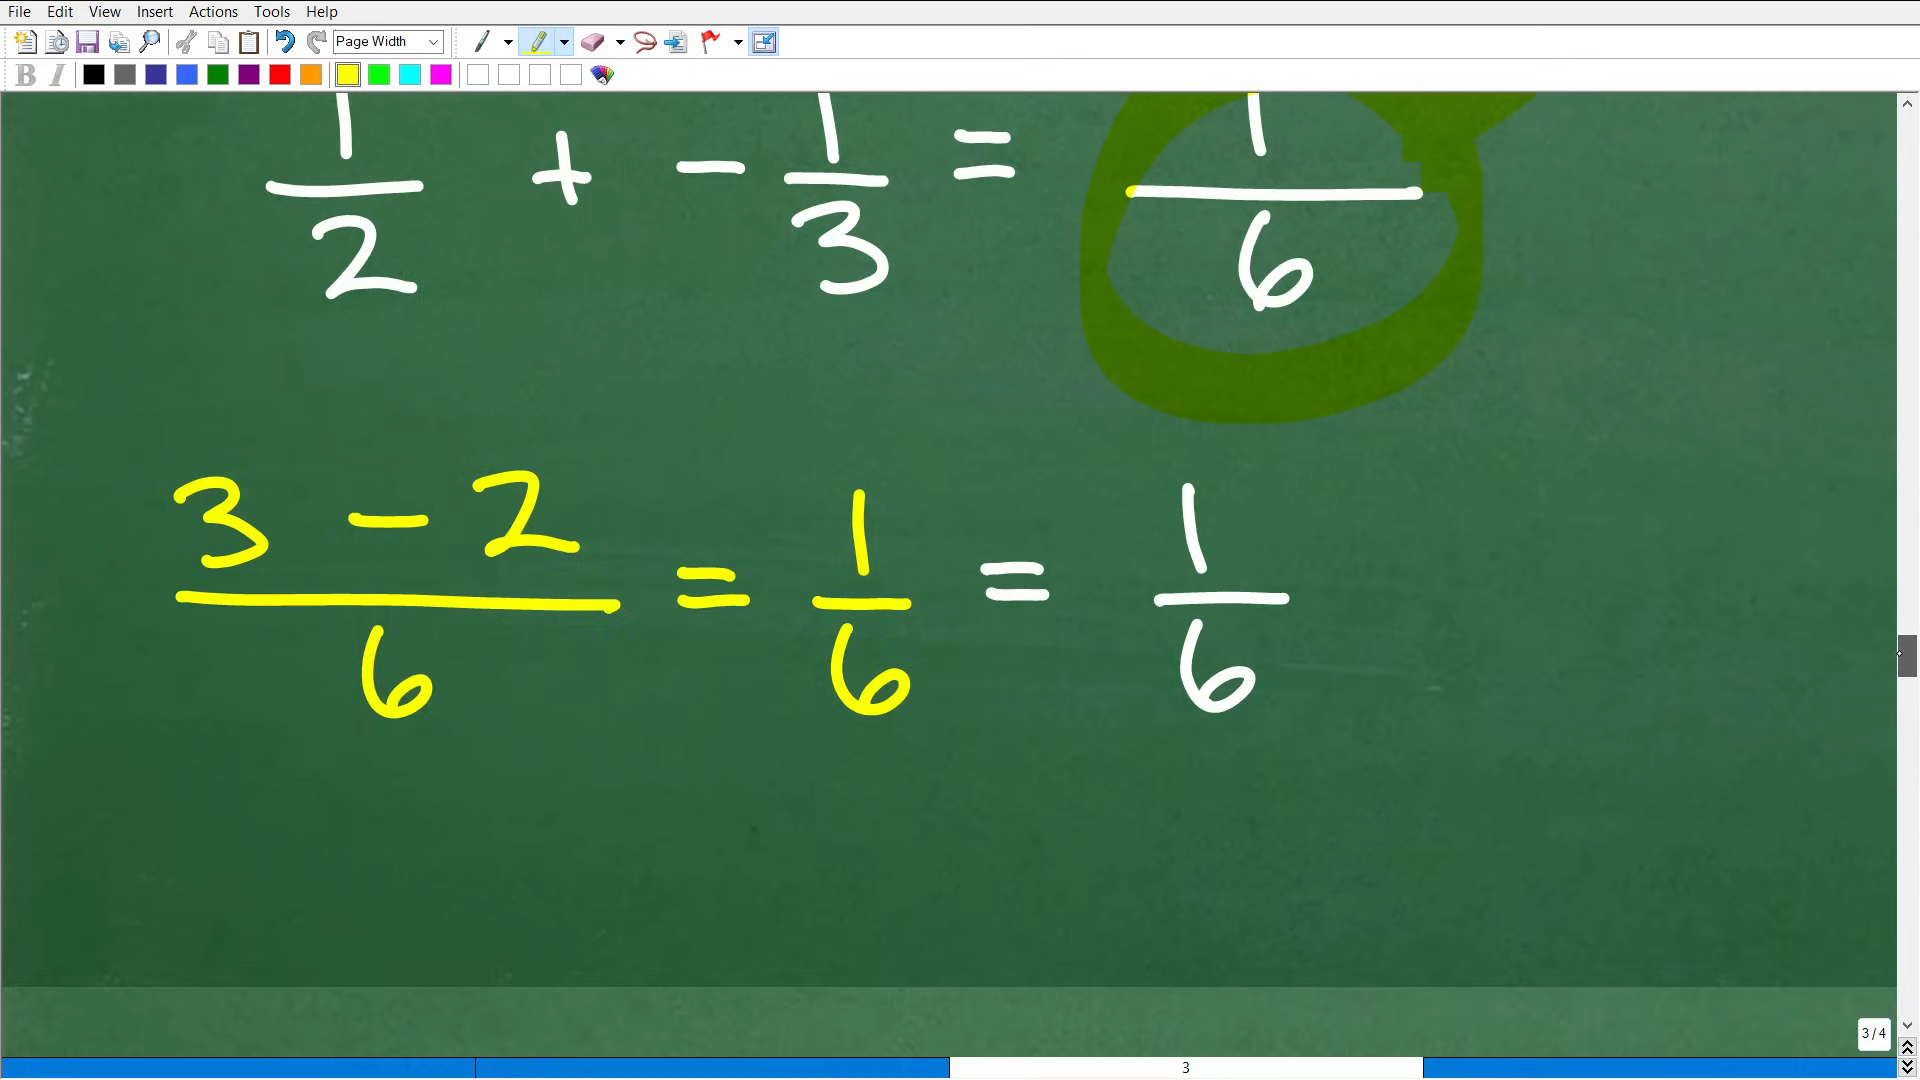 File Edit View Insert Actions Tools Help
Page Width
B I
1/2 + - 1/3 = 1/6
3 - 2/6 = 1/6 = 1/6
3 / 4
3